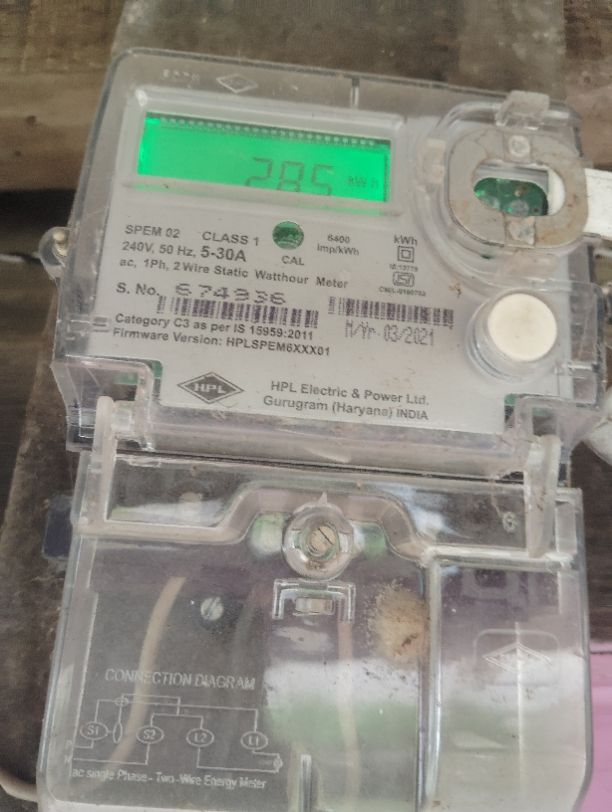 285 kWh
SPEM 02 CLASS 1
6400 imp/kWh
kWh
240V, 50 Hz, 5-30A
CAL
ac, 1Ph, 2 Wire Static Watthour Meter
S. No. 674936
Category C3 as per IS 15959:2011
M/Yr. 03/2021
Firmware Version: HPLSPEM6XXX01
HPL
HPL Electric & Power Ltd.
Gurugram (Haryana) INDIA
HPL
CONNECTION DIAGRAM
S1 S2 L2 L1
P
N
ac single Phase - Two-Wire Energy Meter